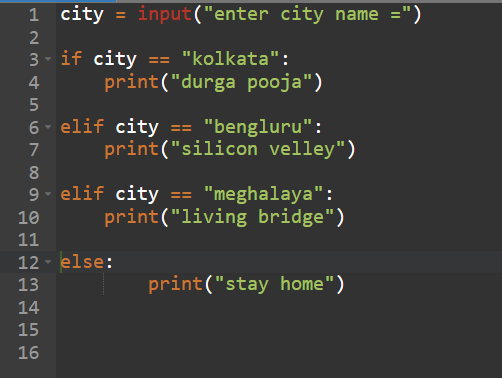 1 city = input("enter city name =")
2
3 if city == "kolkata":
4     print("durga pooja")
5
6 elif city == "bengluru":
7     print("silicon velley")
8
9 elif city == "meghalaya":
10     print("living bridge")
11
12 else:
13         print("stay home")
14
15
16